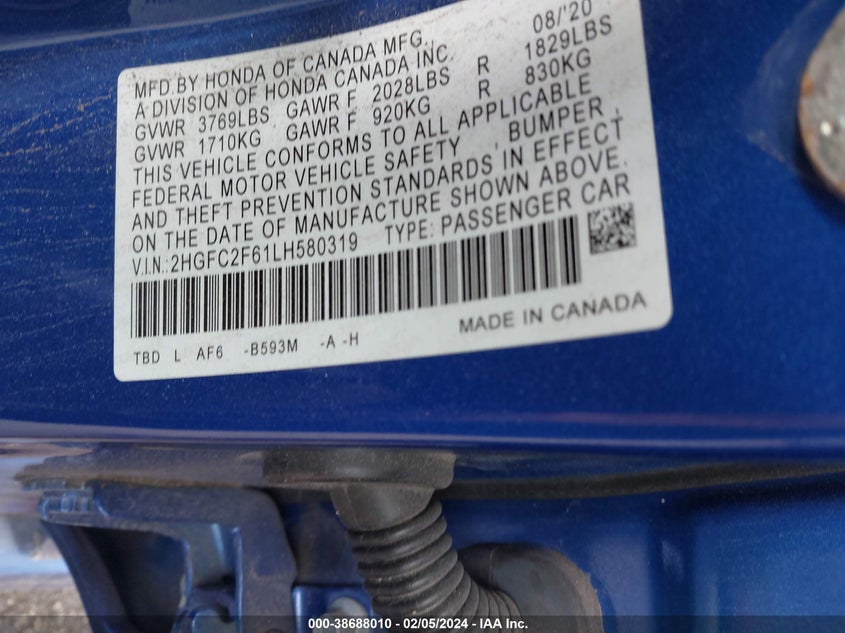 MFD.BY HONDA OF CANADA MFG. 08/'20
A DIVISION OF HONDA CANADA INC.
GVWR 3769LBS GAWR F 2028LBS R 1829LBS
GVWR 1710KG GAWR F 920KG R 830KG
THIS VEHICLE CONFORMS TO ALL APPLICABLE
FEDERAL MOTOR VEHICLE SAFETY , BUMPER ,
AND THEFT PREVENTION STANDARDS IN EFFECT
ON THE DATE OF MANUFACTURE SHOWN ABOVE.
V.I.N.:2HGFC2F61LH580319 TYPE: PASSENGER CAR
MADE IN CANADA
TBD L AF6 -B593M -A -H
000-38688010 - 02/05/2024 - IAA Inc.